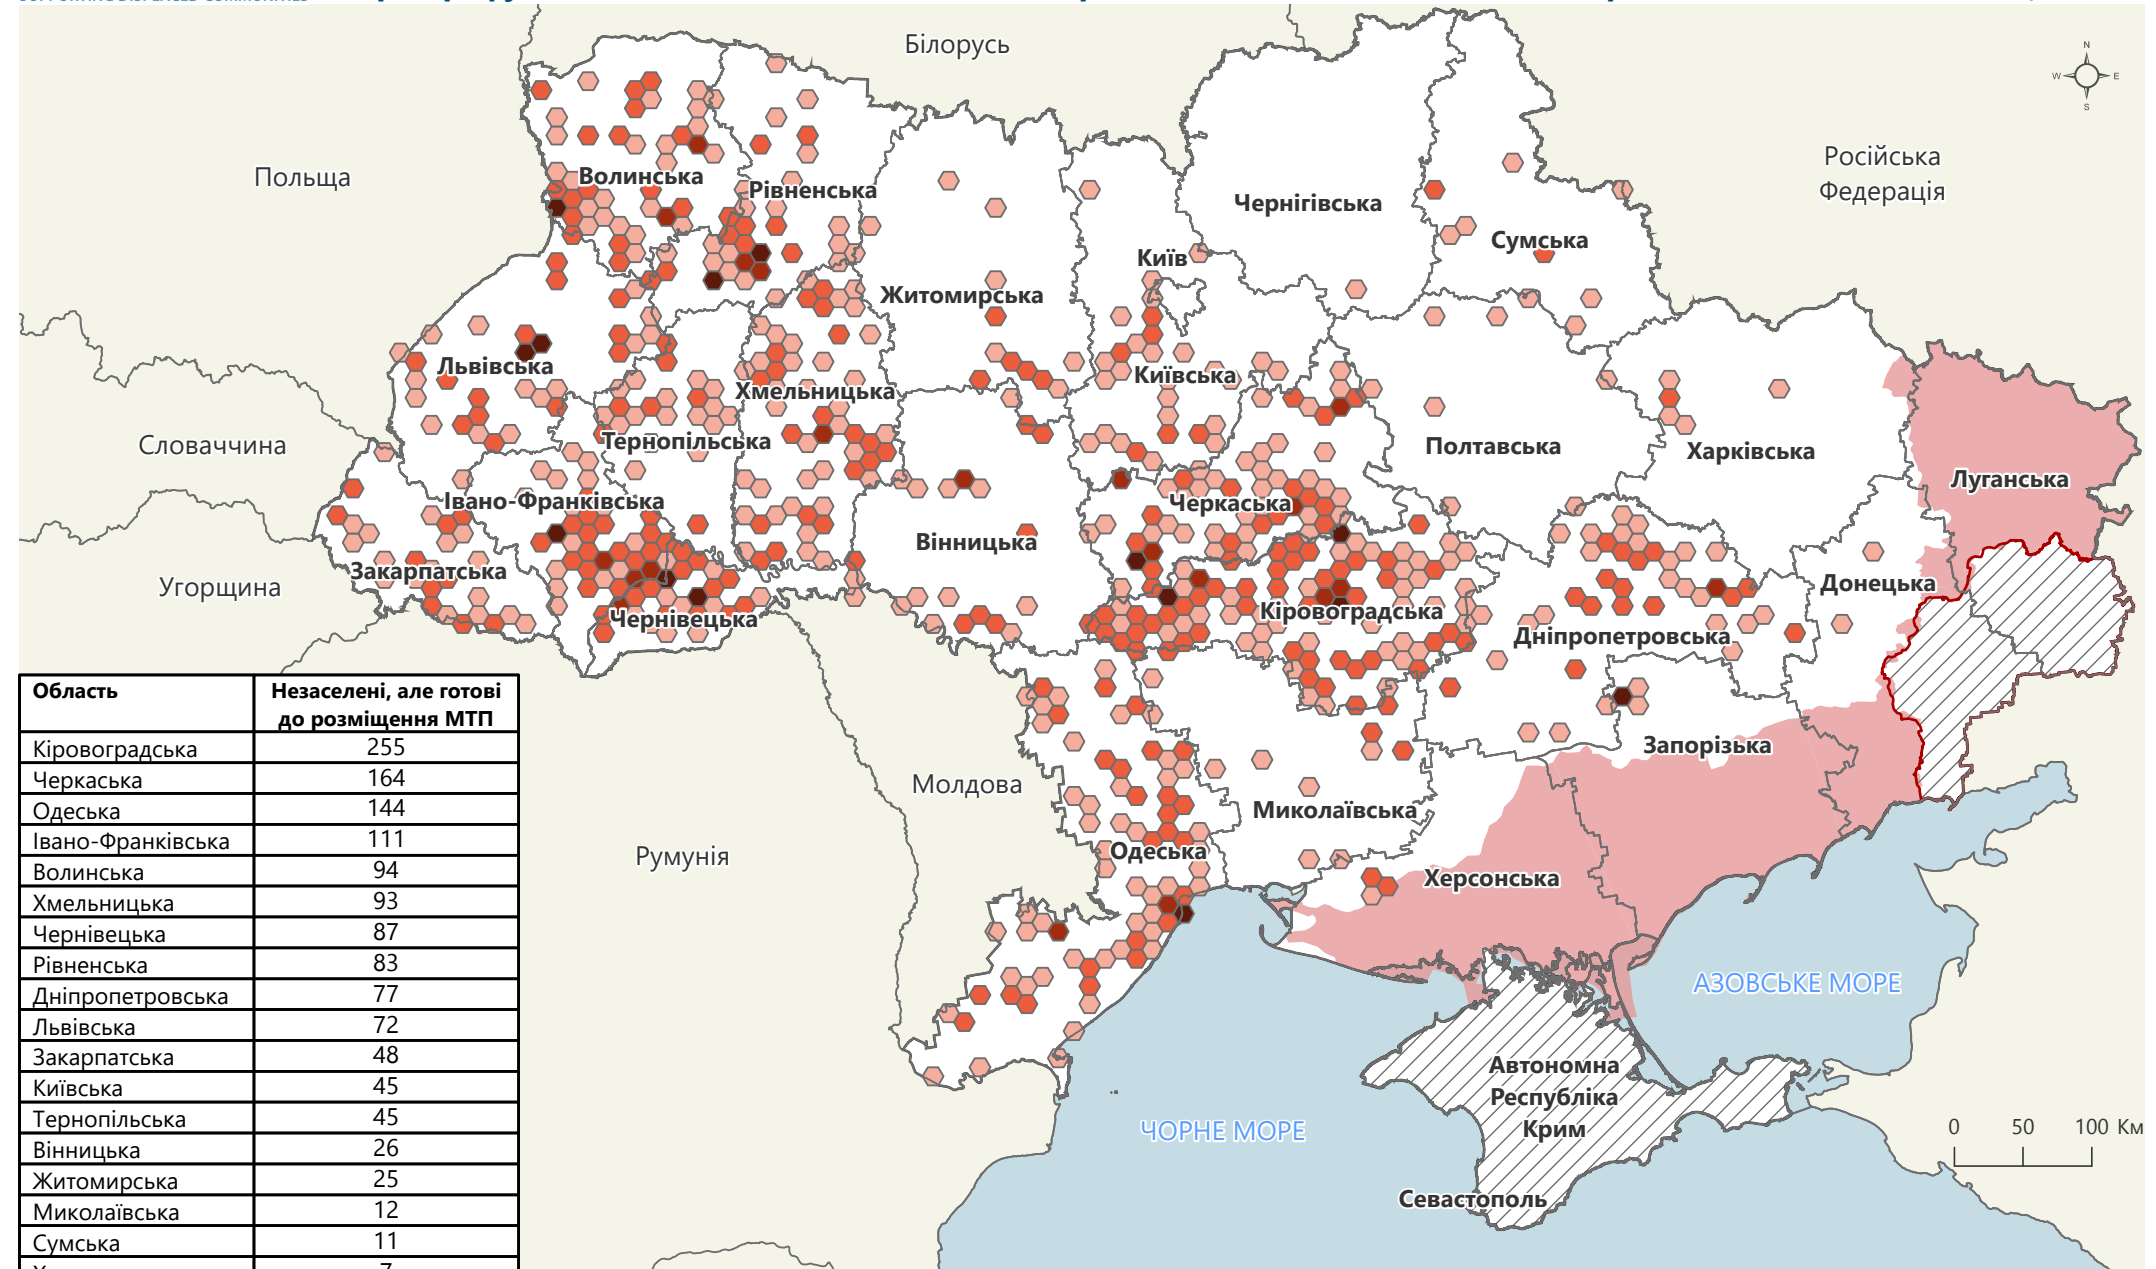 Білорусь
N
W
E
S
Польща
Російська
Федерація
Волинська
Рівненська
Чернігівська
Сумська
Київ
Житомирська
Львівська
Хмельницька
Київська
Словаччина
Тернопільська
Полтавська
Харківська
Луганська
Івано-Франківська
Черкаська
Вінницька
Закарпатська
Угорщина
Донецька
Чернівецька
Кіровоградська
Дніпропетровська
Запорізька
Молдова
Миколаївська
Румунія
Одеська
Херсонська
АЗОВСЬКЕ МОРЕ
Автономна
Республіка
Крим
ЧОРНЕ МОРЕ
Севастополь
0 50 100 Км
Область Незаселені, але готові
до розміщення МТП
Кіровоградська 255
Черкаська 164
Одеська 144
Івано-Франківська 111
Волинська 94
Хмельницька 93
Чернівецька 87
Рівненська 83
Дніпропетровська 77
Львівська 72
Закарпатська 48
Київська 45
Тернопільська 45
Вінницька 26
Житомирська 25
Миколаївська 12
Сумська 11